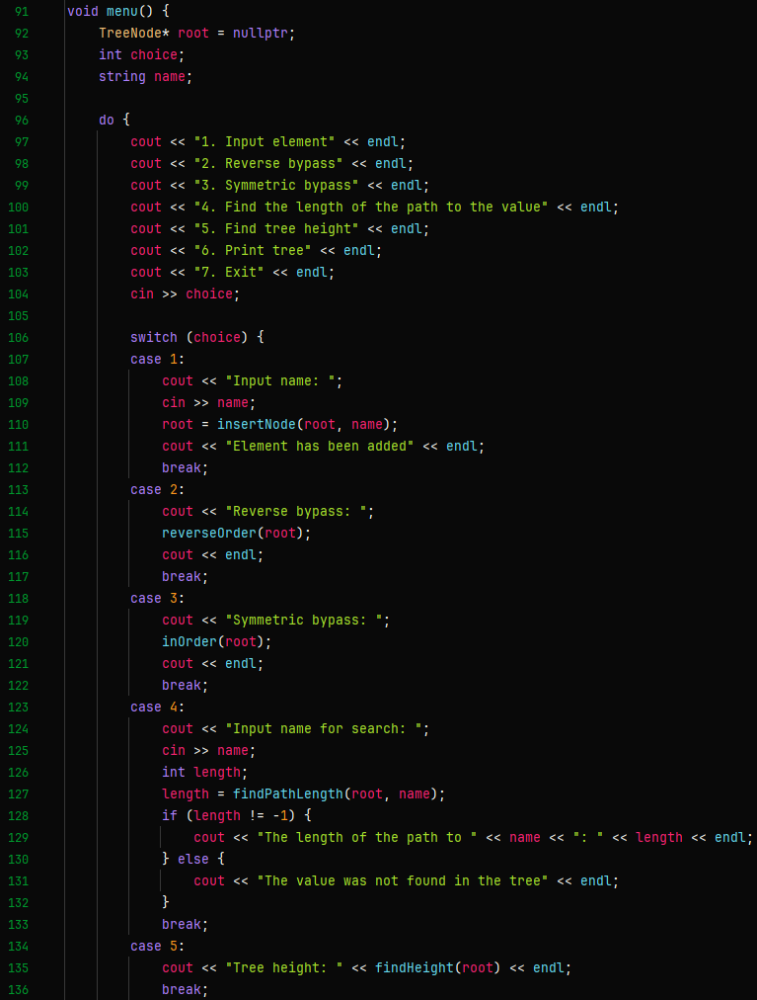 91 void menu() {
92 TreeNode* root = nullptr;
93 int choice;
94 string name;
95
96 do {
97 cout << "1. Input element" << endl;
98 cout << "2. Reverse bypass" << endl;
99 cout << "3. Symmetric bypass" << endl;
100 cout << "4. Find the length of the path to the value" << endl;
101 cout << "5. Find tree height" << endl;
102 cout << "6. Print tree" << endl;
103 cout << "7. Exit" << endl;
104 cin >> choice;
105
106 switch (choice) {
107 case 1:
108 cout << "Input name: ";
109 cin >> name;
110 root = insertNode(root, name);
111 cout << "Element has been added" << endl;
112 break;
113 case 2:
114 cout << "Reverse bypass: ";
115 reverseOrder(root);
116 cout << endl;
117 break;
118 case 3:
119 cout << "Symmetric bypass: ";
120 inOrder(root);
121 cout << endl;
122 break;
123 case 4:
124 cout << "Input name for search: ";
125 cin >> name;
126 int length;
127 length = findPathLength(root, name);
128 if (length != -1) {
129 cout << "The length of the path to " << name << ": " << length << endl;
130 } else {
131 cout << "The value was not found in the tree" << endl;
132 }
133 break;
134 case 5:
135 cout << "Tree height: " << findHeight(root) << endl;
136 break;